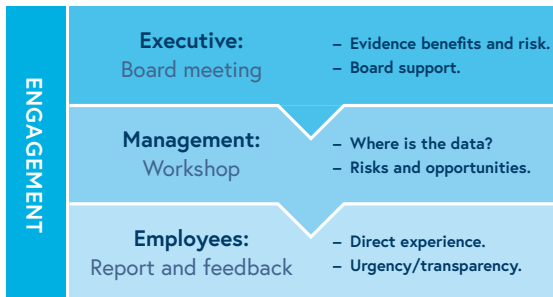 ENGAGEMENT
Executive:
Board meeting
– Evidence benefits and risk.
– Board support.
Management:
Workshop
– Where is the data?
– Risks and opportunities.
Employees:
Report and feedback
– Direct experience.
– Urgency/transparency.